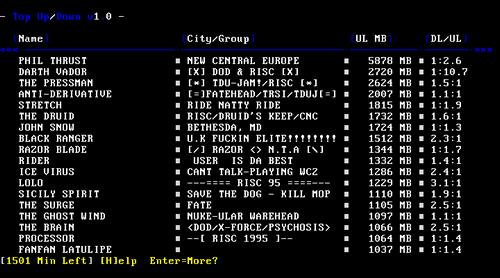 - Top Up/Down v1.0 -
Name City/Group UL MB DL/UL
PHIL THRUST NEW CENTRAL EUROPE 5878 MB 1:2.6
DARTH VADOR [X] DOD & RISC [X] 2720 MB 1:10.7
THE PRESSMAN [*] TDU-JAM!/RISC [*] 2624 MB 1.5:1
ANTI-DERIVATIVE [=]FATEHEAD/TRSI/TDUJ[=] 2007 MB 1.1:1
STRETCH RIDE NATTY RIDE 1815 MB 1:1.9
THE DRUID RISC/DRUID'S KEEP/CNC 1732 MB 1.6:1
JOHN SNOW BETHESDA, MD 1724 MB 1:1.3
BLACK RANGER U.K FUCKIN ELITE!!!!!!!! 1512 MB 2.3:1
RAZOR BLADE [/] RAZOR <> N.T.A [\] 1344 MB 1:1.7
RIDER USER IS DA BEST 1332 MB 1.4:1
ICE VIRUS CANT TALK-PLAYING WC2 1286 MB 2.4:1
LOLO ---==== RISC 95 ====--- 1229 MB 3.1:1
SICILY SPIRIT SAVE THE DOG - KILL MOP 1110 MB 1.9:1
THE SURGE FATE 1105 MB 2.5:1
THE GHOST WIND NUKE-ULAR WAREHEAD 1097 MB 1.1:1
THE BRAIN <DOD/X-FORCE/PSYCHOSIS> 1066 MB 2.5:1
PROCESSOR --[ RISC 1995 ]-- 1064 MB 1:1.4
FANFAN LATULIPE 1037 MB 1:1.4
[1501 Min Left] [H]elp Enter=More?